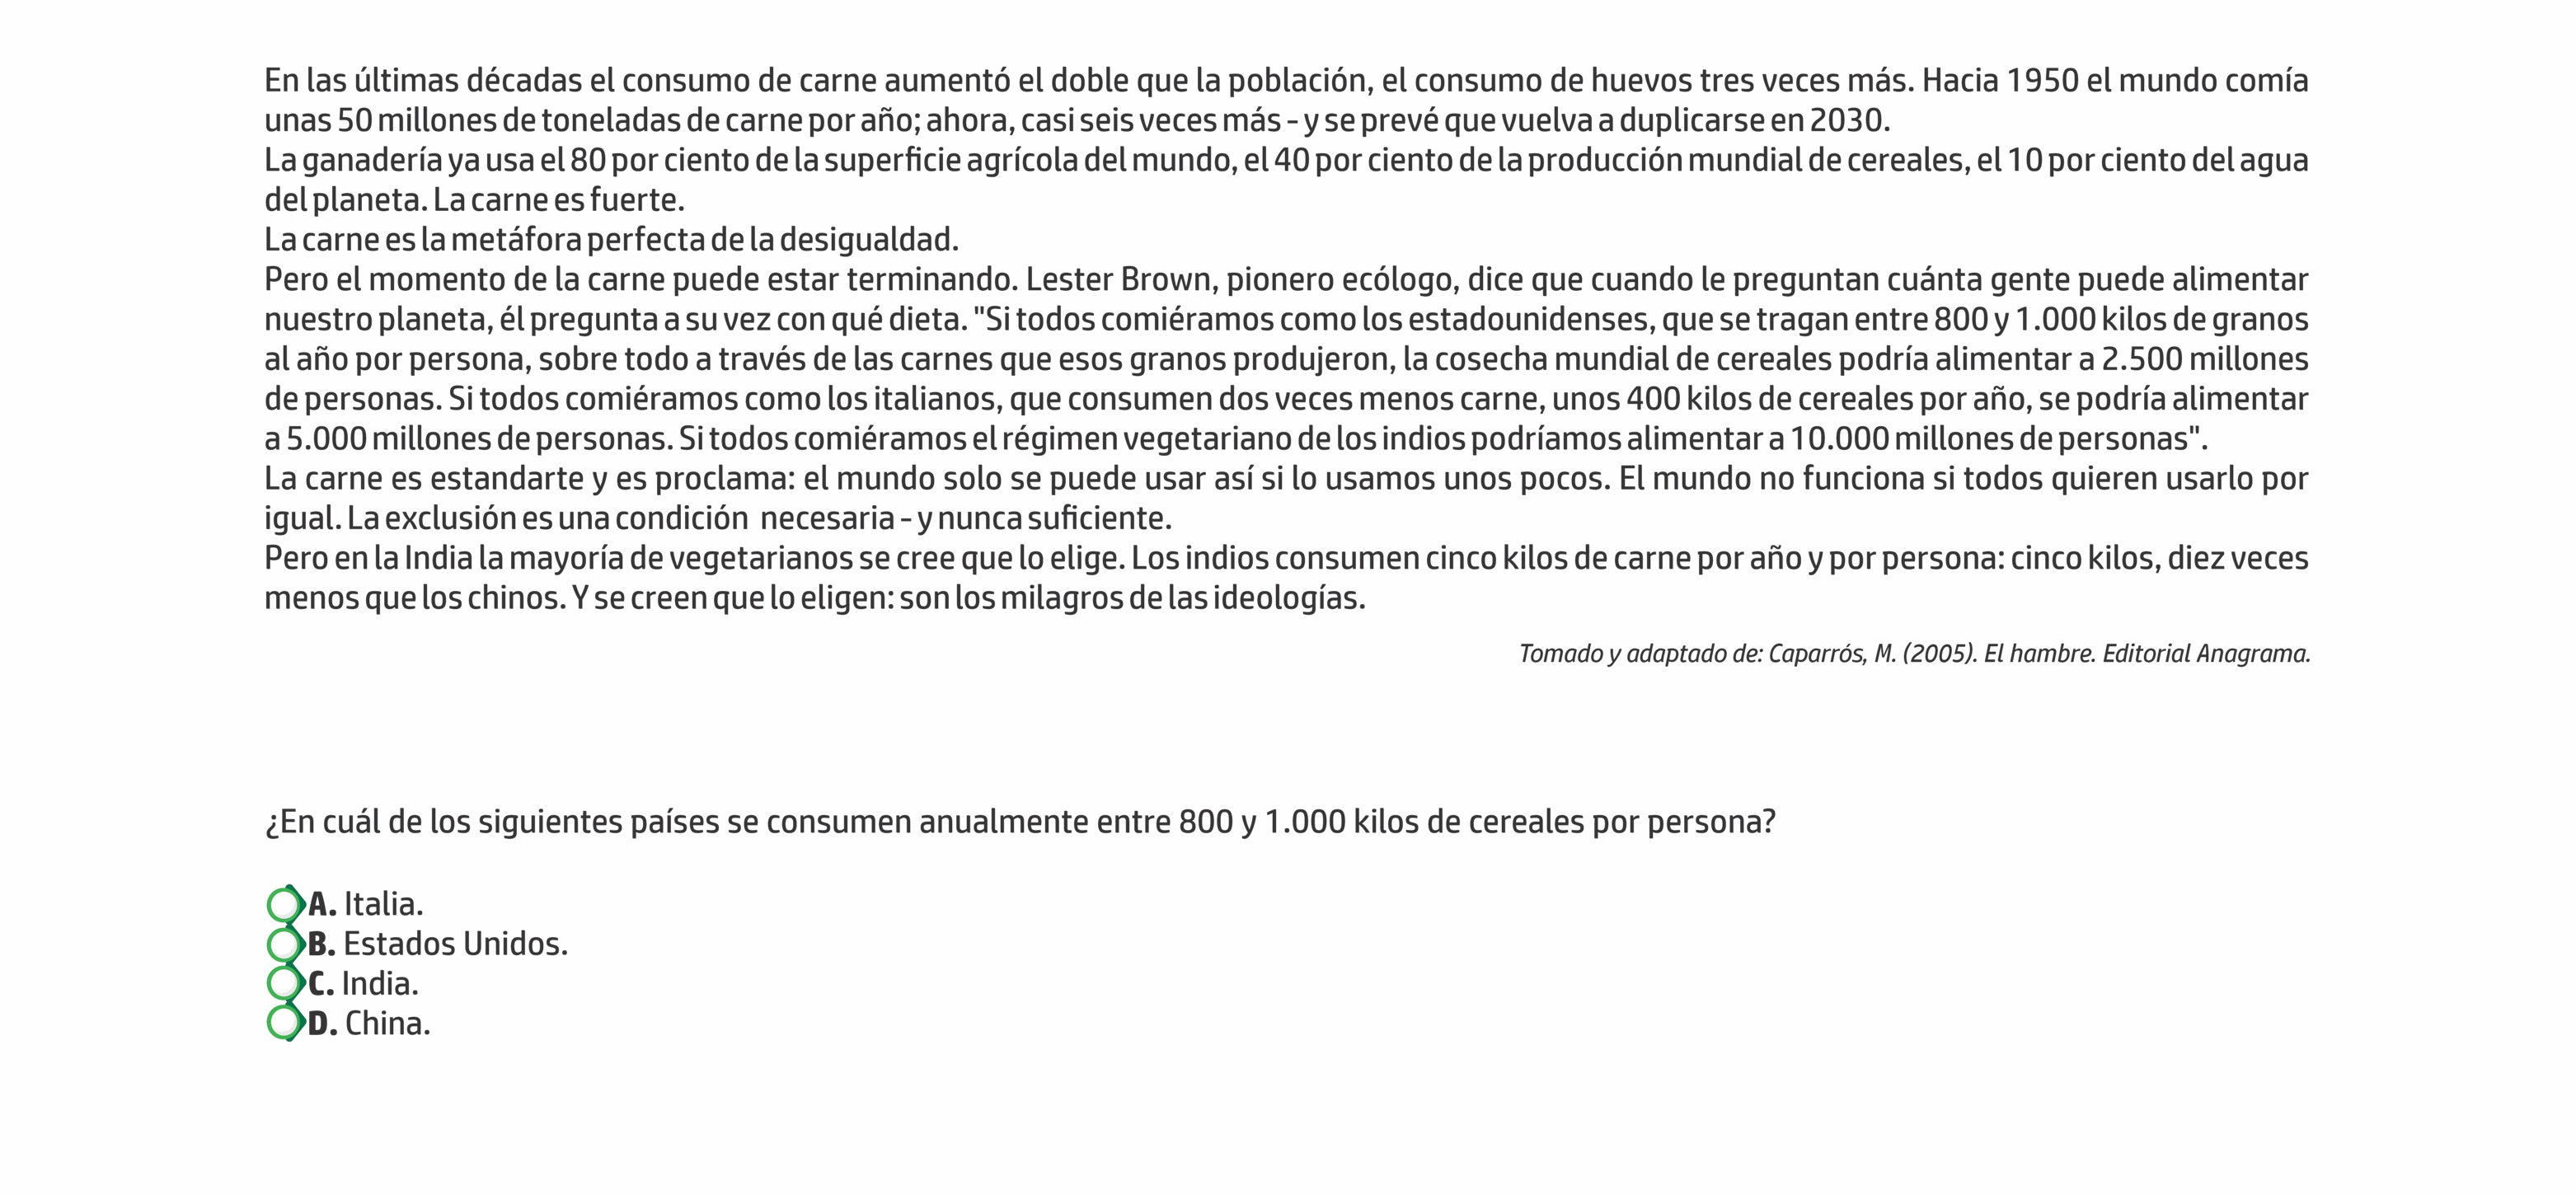 En las últimas décadas el consumo de carne aumentó el doble que la población, el consumo de huevos tres veces más. Hacia 1950 el mundo comía
unas 50 millones de toneladas de carne por año; ahora, casi seis veces más - y se prevé que vuelva a duplicarse en 2030.
La ganadería ya usa el 80 por ciento de la superficie agrícola del mundo, el 40 por ciento de la producción mundial de cereales, el 10 por ciento del agua
del planeta. La carne es fuerte.
La carne es la metáfora perfecta de la desigualdad.
Pero el momento de la carne puede estar terminando. Lester Brown, pionero ecólogo, dice que cuando le preguntan cuánta gente puede alimentar
nuestro planeta, él pregunta a su vez con qué dieta. "Si todos comiéramos como los estadounidenses, que se tragan entre 800 y 1.000 kilos de granos
al año por persona, sobre todo a través de las carnes que esos granos produjeron, la cosecha mundial de cereales podría alimentar a 2.500 millones
de personas. Si todos comiéramos como los italianos, que consumen dos veces menos carne, unos 400 kilos de cereales por año, se podría alimentar
a 5.000 millones de personas. Si todos comiéramos el régimen vegetariano de los indios podríamos alimentar a 10.000 millones de personas".
La carne es estandarte y es proclama: el mundo solo se puede usar así si lo usamos unos pocos. El mundo no funciona si todos quieren usarlo por
igual. La exclusión es una condición necesaria - y nunca suficiente.
Pero en la India la mayoría de vegetarianos se cree que lo elige. Los indios consumen cinco kilos de carne por año y por persona: cinco kilos, diez veces
menos que los chinos. Y se creen que lo eligen: son los milagros de las ideologías.
Tomado y adaptado de: Caparrós, M. (2005). El hambre. Editorial Anagrama.
¿En cuál de los siguientes países se consumen anualmente entre 800 y 1.000 kilos de cereales por persona?
A. Italia.
B. Estados Unidos.
C. India.
D. China.